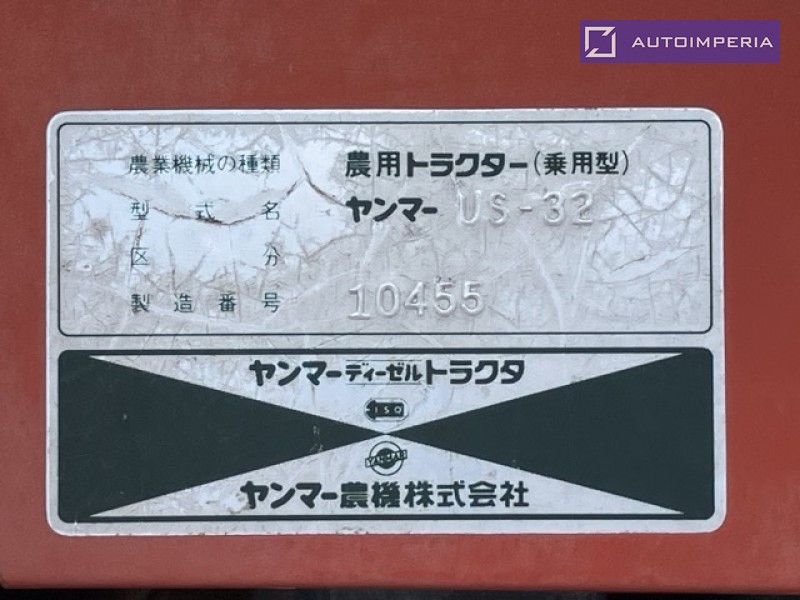 AUTOIMPERIA
農業機械の種類 農用トラクター(乗用型)
型式名 ヤンマー US-32
区分
製造番号 10455
ヤンマーディーゼルトラクタ
ISO
YANMAR
ヤンマー農機株式会社